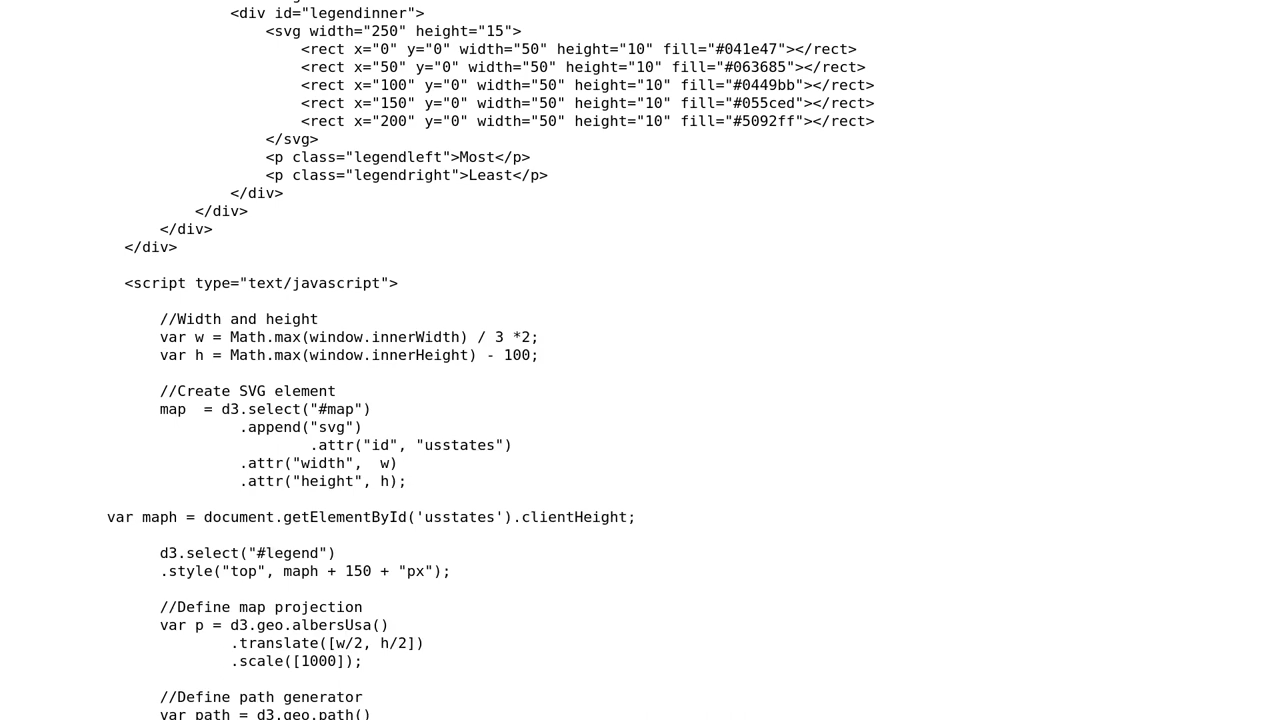 <div id="legendinner">
<svg width="250" height="15">
<rect x="0" y="0" width="50" height="10" fill="#041e47"></rect>
<rect x="50" y="0" width="50" height="10" fill="#063685"></rect>
<rect x="100" y="0" width="50" height="10" fill="#0449bb"></rect>
<rect x="150" y="0" width="50" height="10" fill="#055ced"></rect>
<rect x="200" y="0" width="50" height="10" fill="#5092ff"></rect>
</svg>
<p class="legendleft">Most</p>
<p class="legendright">Least</p>
</div>
</div>
</div>
</div>
<script type="text/javascript">
//Width and height
var w = Math.max(window.innerWidth) / 3 *2;
var h = Math.max(window.innerHeight) - 100;
//Create SVG element
map  = d3.select("#map")
.append("svg")
.attr("id", "usstates")
.attr("width",  w)
.attr("height", h);
var maph = document.getElementById('usstates').clientHeight;
d3.select("#legend")
.style("top", maph + 150 + "px");
//Define map projection
var p = d3.geo.albersUsa()
.translate([w/2, h/2])
.scale([1000]);
//Define path generator
var path = d3.geo.path()